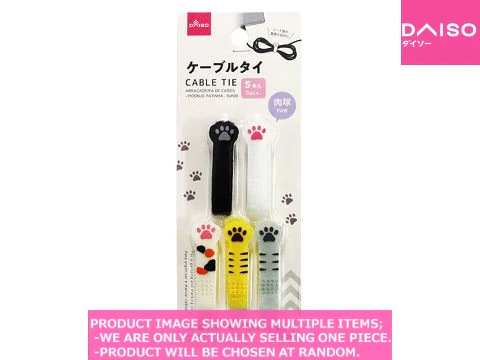 DAISO
ケーブルタイ
CABLE TIE
ABRAÇADEIRA DE CABOS
- MODELO PATINHA - 5UNID
5本入
5pcs.
肉球
PAW
DAISO
ダイソー
PRODUCT IMAGE SHOWING MULTIPLE ITEMS;
-WE ARE ONLY ACTUALLY SELLING ONE PIECE.
-PRODUCT WILL BE CHOSEN AT RANDOM.